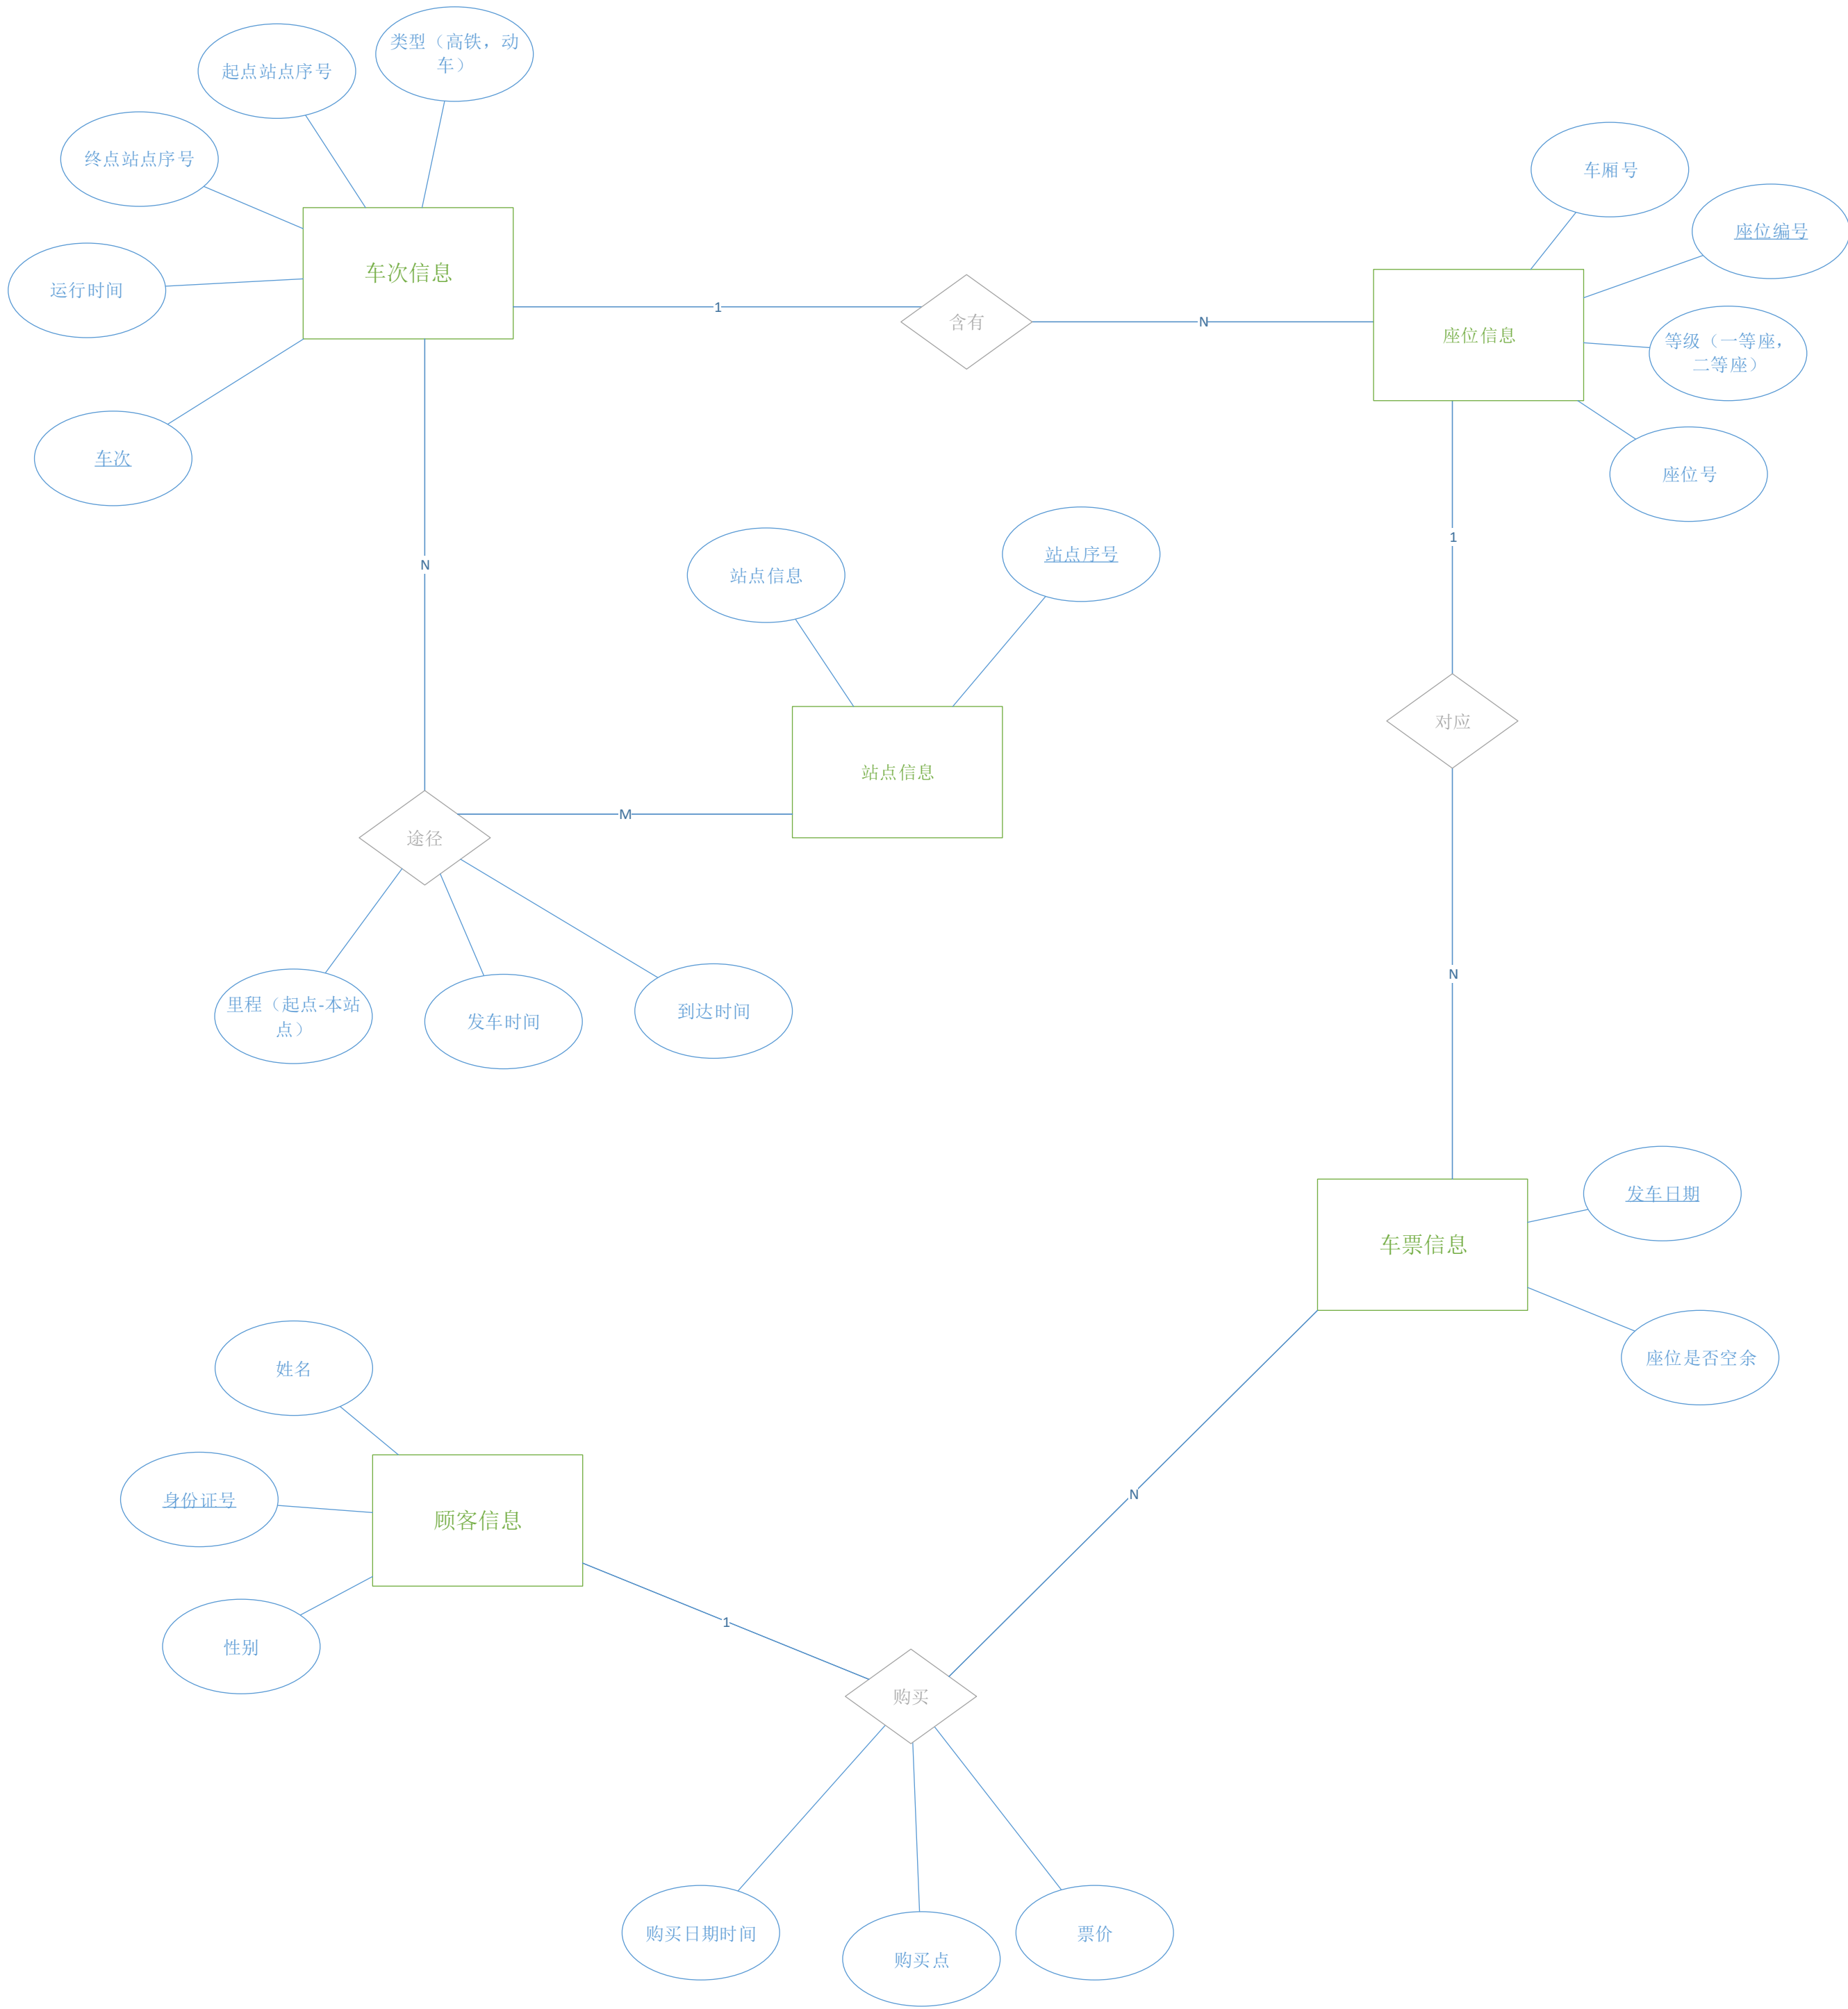 类型（高铁，动
车）
起点站点序号
终点站点序号
车厢号
座位编号
车次信息
运行时间
1
含有
N
座位信息
等级（一等座，
二等座）
车次
座位号
1
N
站点信息
站点序号
对应
站点信息
M
途径
N
里程（起点-本站
点）
发车时间
到达时间
发车日期
车票信息
座位是否空余
姓名
身份证号
N
顾客信息
1
性别
购买
购买日期时间
购买点
票价